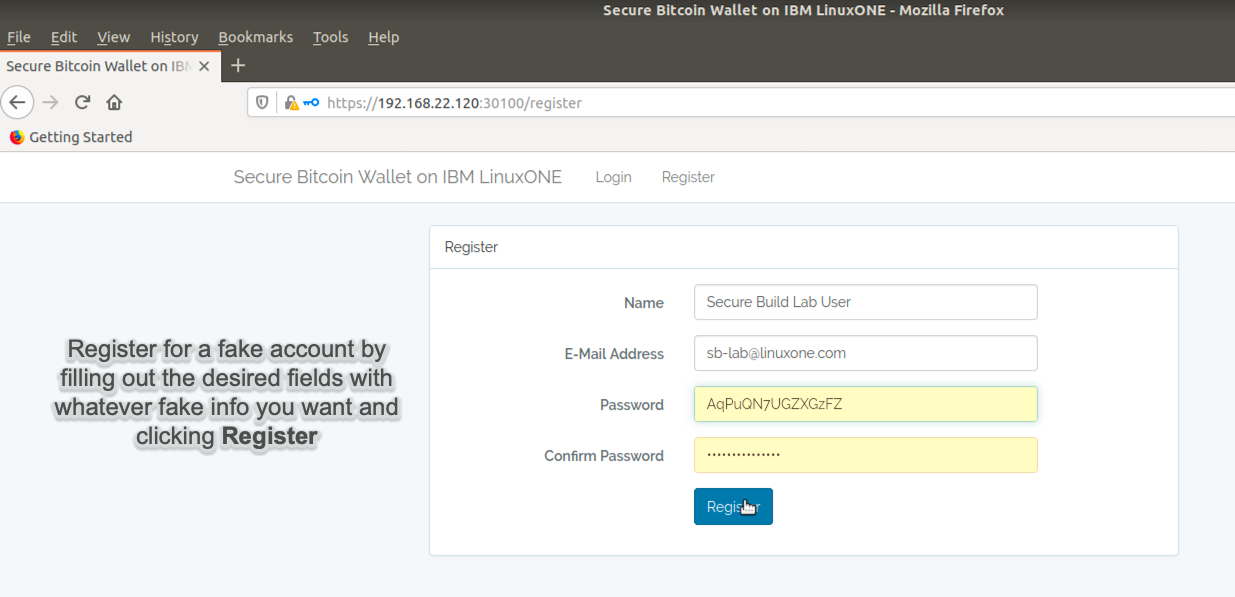 Secure Bitcoin Wallet on IBM LinuxONE - Mozilla Firefox
File Edit View History Bookmarks Tools Help
Secure Bitcoin Wallet on IBM
https://192.168.22.120:30100/register
Getting Started
Secure Bitcoin Wallet on IBM LinuxONE Login Register
Register
Name Secure Build Lab User
E-Mail Address sb-lab@linuxone.com
Password AqPuQN7UGZXGzFZ
Confirm Password •••••••••••••••
Register
Register for a fake account by
filling out the desired fields with
whatever fake info you want and
clicking Register